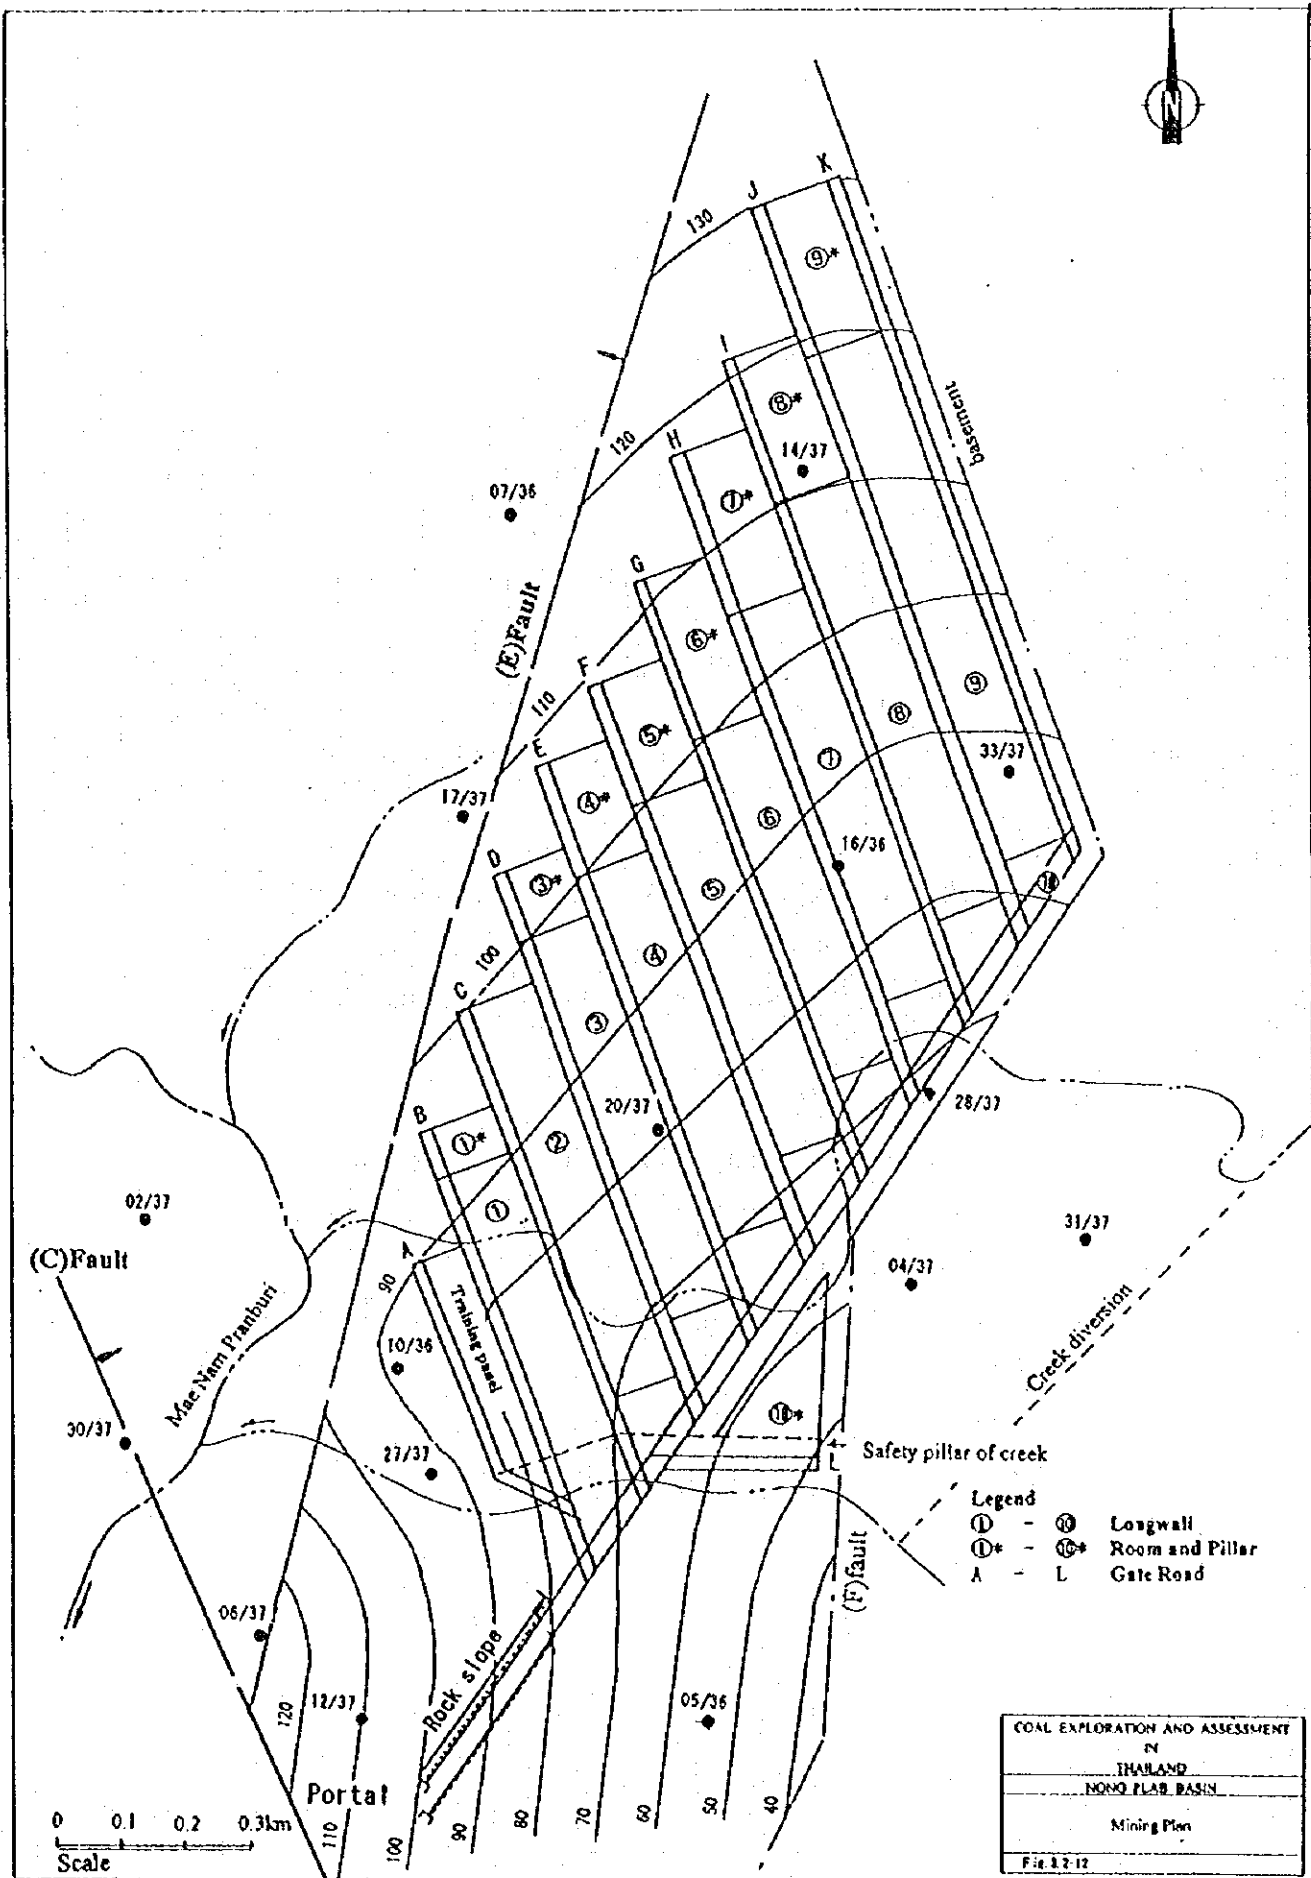 N
K
J
130
⑨*
I
basement
120
⑧*
H
14/37
07/36
⑦*
G
(E)Fault
⑥*
F
110
⑤*
⑨
⑧
E
33/37
④*
⑦
17/37
⑥
D
16/36
③*
⑤
⑩
④
100
C
③
28/37
20/37
B
①*
②
02/37
①
31/37
(C)Fault
A
04/37
90
Training panel
Mae Nam Pranburi
10/36
Creek diversion
⑩*
30/37
27/37
Safety pillar of creek
L
Legend
① - ⑩ Longwall
①* - ⑩* Room and Pillar
A - L Gate Road
(F)fault
06/37
Rock slope
12/37
05/36
120
Portal
110
100
90
80
70
60
50
40
0 0.1 0.2 0.3km
Scale
COAL EXPLORATION AND ASSESSMENT
IN
THAILAND
NONG PLAB BASIN
Mining Plan
Fig.3.2-12